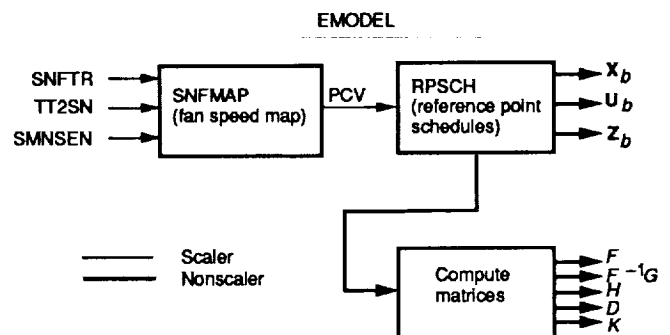 EMODEL
SNFTR
TT2SN
SMNSEN
SNFMAP
(fan speed map)
PCV
RPSCH
(reference point
schedules)
x_b
u_b
z_b
Scaler
Nonscaler
Compute
matrices
F
F⁻¹G
H
D
K